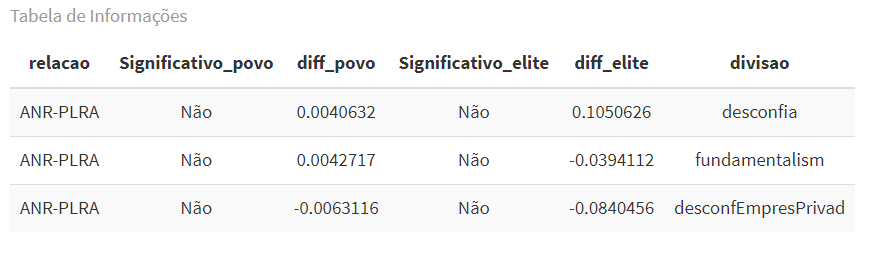 Tabela de Informações
relacao Significativo_povo diff_povo Significativo_elite diff_elite divisao
ANR-PLRA Não 0.0040632 Não 0.1050626 desconfia
ANR-PLRA Não 0.0042717 Não -0.0394112 fundamentalism
ANR-PLRA Não -0.0063116 Não -0.0840456 desconfEmpresPrivad